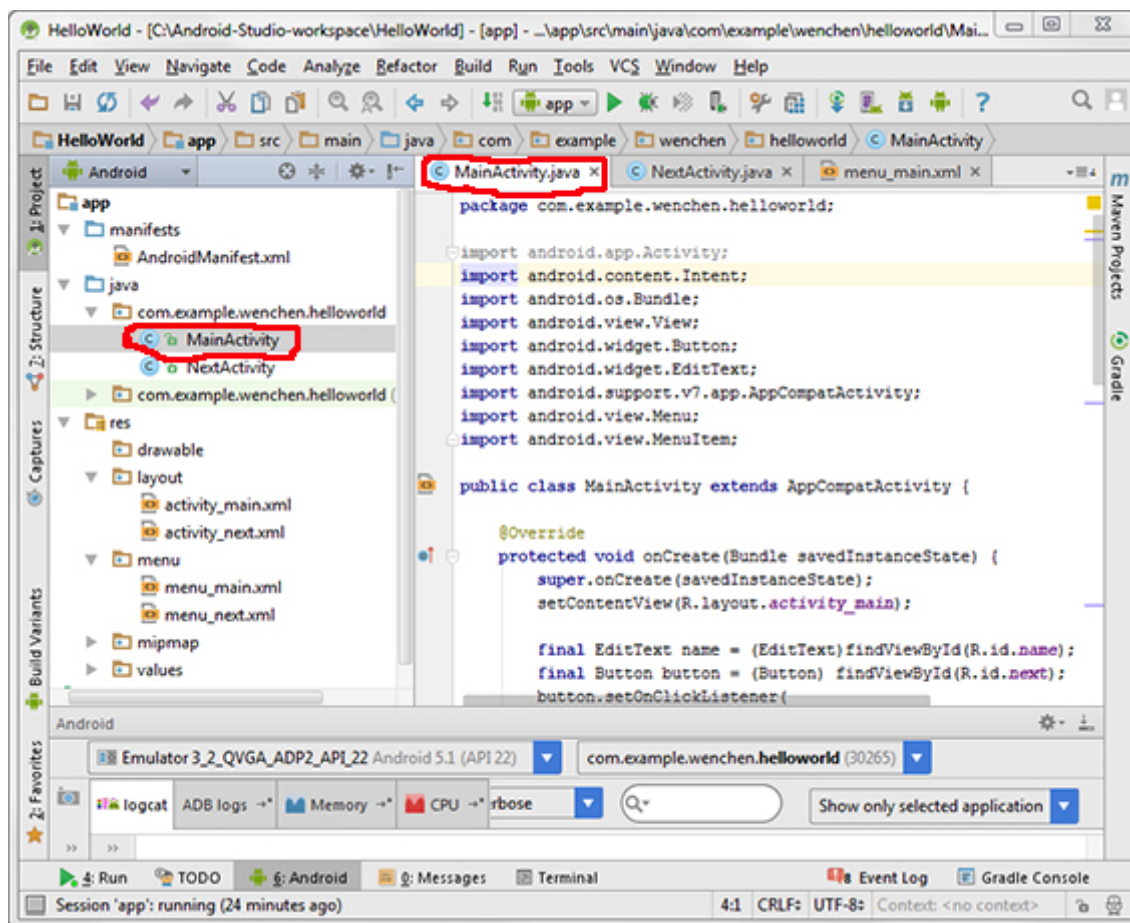 HelloWorld - [C:\Android-Studio-workspace\HelloWorld] - [app] - ...\app\src\main\java\com\example\wenchen\helloworld\Mai...
File Edit View Navigate Code Analyze Refactor Build Run Tools VCS Window Help
app
HelloWorld app src main java com example wenchen helloworld MainActivity
1: Project
2: Structure
Captures
Build Variants
2: Favorites
Android
app
manifests
AndroidManifest.xml
java
com.example.wenchen.helloworld
MainActivity
NextActivity
com.example.wenchen.helloworld (
res
drawable
layout
activity_main.xml
activity_next.xml
menu
menu_main.xml
menu_next.xml
mipmap
values
MainActivity.java NextActivity.java menu_main.xml
package com.example.wenchen.helloworld;
import android.app.Activity;
import android.content.Intent;
import android.os.Bundle;
import android.view.View;
import android.widget.Button;
import android.widget.EditText;
import android.support.v7.app.AppCompatActivity;
import android.view.Menu;
import android.view.MenuItem;
public class MainActivity extends AppCompatActivity {
@Override
protected void onCreate(Bundle savedInstanceState) {
super.onCreate(savedInstanceState);
setContentView(R.layout.activity_main);
final EditText name = (EditText)findViewById(R.id.name);
final Button button = (Button) findViewById(R.id.next);
button.setOnClickListener(
Maven Projects
Gradle
Android
Emulator 3_2_QVGA_ADP2_API_22 Android 5.1 (API 22) com.example.wenchen.helloworld (30265)
logcat ADB logs Memory CPU rbose Show only selected application
4: Run TODO 6: Android 0: Messages Terminal Event Log Gradle Console
Session 'app': running (24 minutes ago) 4:1 CRLF UTF-8 Context: <no context>